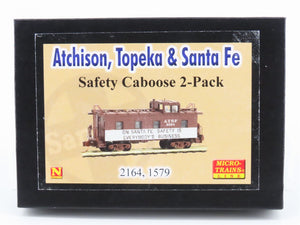 Atchison, Topeka & Santa Fe
Safety Caboose 2-Pack
ATSF
ON SANTA FE, SAFETY IS
EVERYBODY'S BUSINESS
N
2164, 1579
MICRO-
TRAINS®
LINE